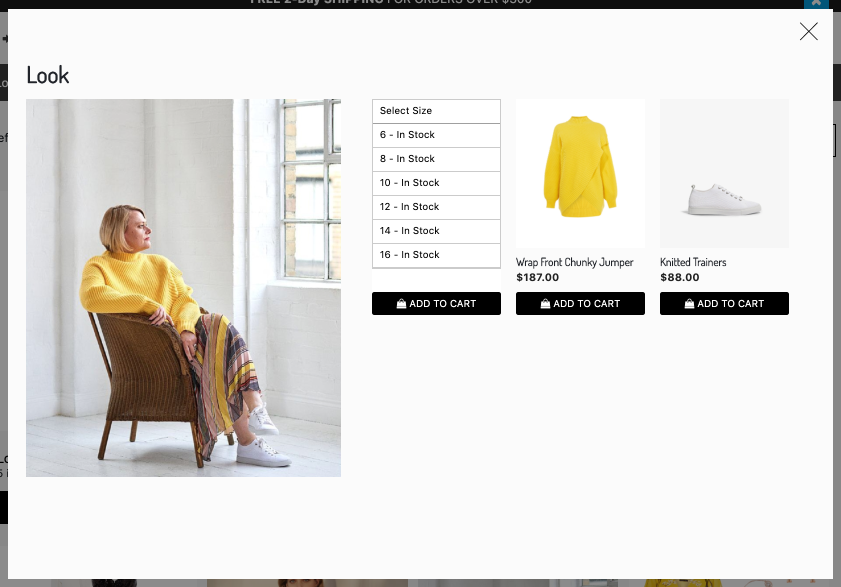 FREE 2-Day SHIPPING FOR ORDERS OVER $300
Look
Select Size
6 - In Stock
8 - In Stock
10 - In Stock
12 - In Stock
14 - In Stock
16 - In Stock
ADD TO CART
Wrap Front Chunky Jumper
$187.00
ADD TO CART
Knitted Trainers
$88.00
ADD TO CART